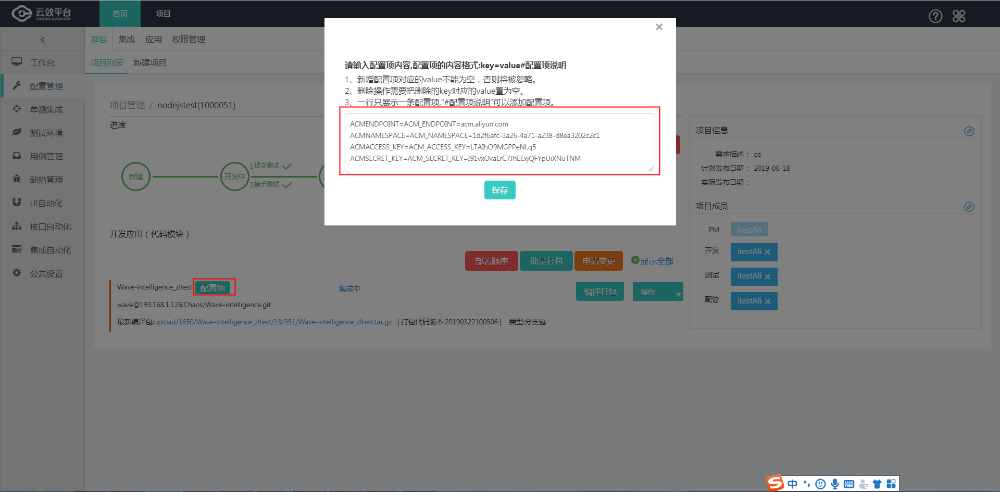 云效平台
YUNXIAO.ALIYUN.COM
首页
项目
项目
集成
应用
权限管理
项目列表
新建项目
工作台
配置管理
单测集成
测试环境
用例管理
缺陷管理
UI自动化
接口自动化
集成自动化
公共设置
项目管理 / nodejstest(1000051)
进度
新建
开发中
1提交测试
2接手测试
请输入配置项内容,配置项的内容格式:key=value#配置项说明
1、新增配置项对应的value不能为空，否则将被忽略。
2、删除操作需要把删除的key对应的value置为空。
3、一行只展示一条配置项,"#配置项说明"可以添加配置项。
ACMENDPOINT=ACM_ENDPOINT=acm.aliyun.com
ACMNAMESPACE=ACM_NAMESPACE=1d2f6afc-3a26-4a71-a238-d8ea3202c2c1
ACMACCESS_KEY=ACM_ACCESS_KEY=LTAIhO9MGPPeNLq5
ACMSECRET_KEY=ACM_SECRET_KEY=I91vxOvaLrC7JhEExjQFYpUiXNuTNM
保存
开发应用（代码模块）
部署顺序
批量打包
申请变更
显示全部
Wave-intelligence_zltest
配置项
集成中
编译打包
操作
wave@193.168.1.126:Chaos/Wave-intelligence.git
最新编译包:upload/1650/Wave-intelligence_zltest/13/351/Wave-intelligence_zltest.tar.gz | 打包代码版本:20190322100506 | 类型:分支包
项目信息
需求描述： ce
计划发布日期： 2019-06-18
实际发布日期：
项目成员
PM itestAli
开发 itestAli ×
测试 itestAli ×
配管 itestAli ×
中